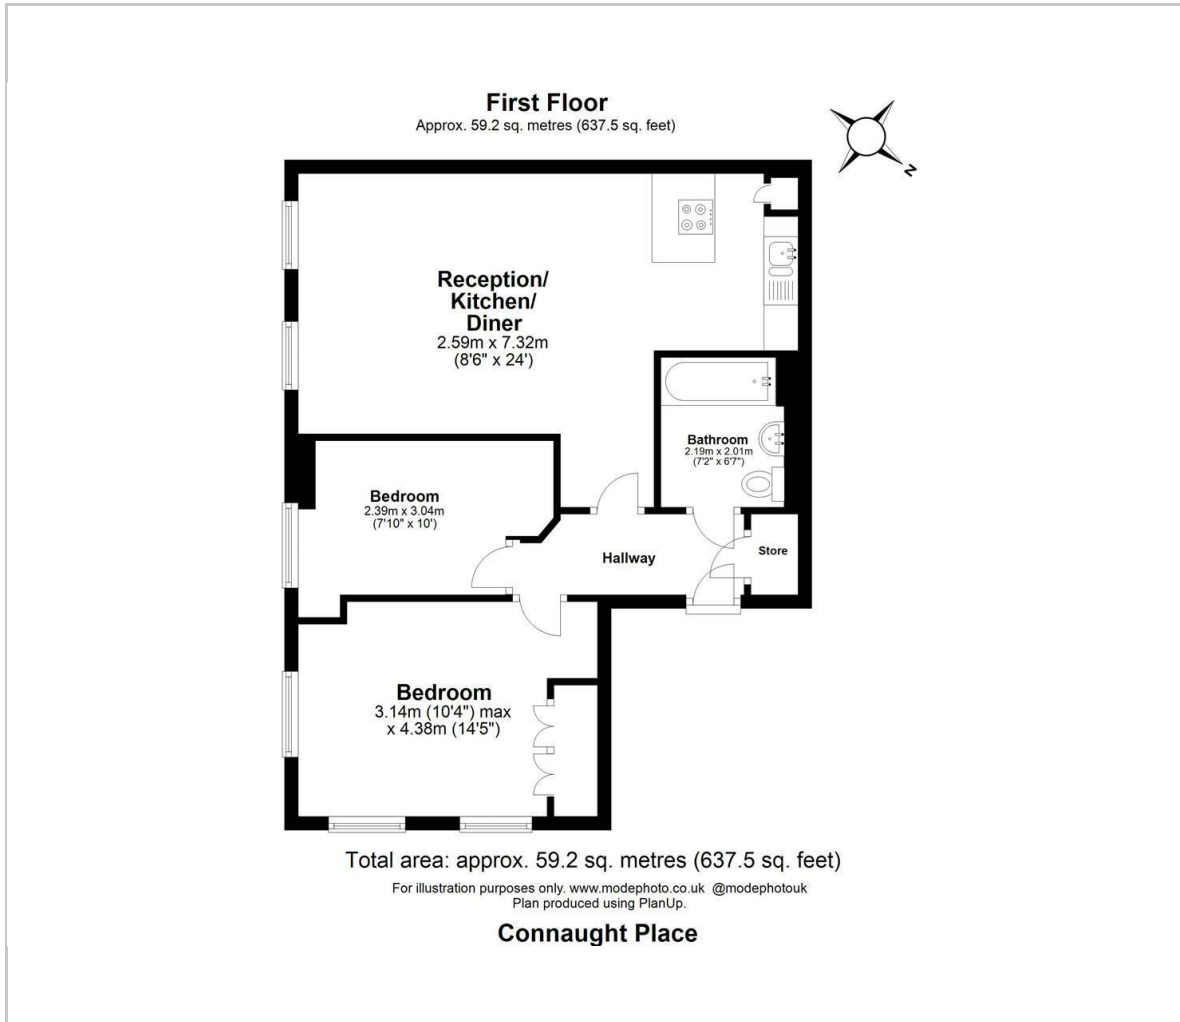 First Floor
Approx. 59.2 sq. metres (637.5 sq. feet)
N
Reception/
Kitchen/
Diner
2.59m x 7.32m
(8'6" x 24')
Bathroom
2.19m x 2.01m
(7'2" x 6'7")
Bedroom
2.39m x 3.04m
(7'10" x 10')
Hallway
Store
Bedroom
3.14m (10'4") max
x 4.38m (14'5")
Total area: approx. 59.2 sq. metres (637.5 sq. feet)
For illustration purposes only. www.modephoto.co.uk @modephotouk
Plan produced using PlanUp.
Connaught Place